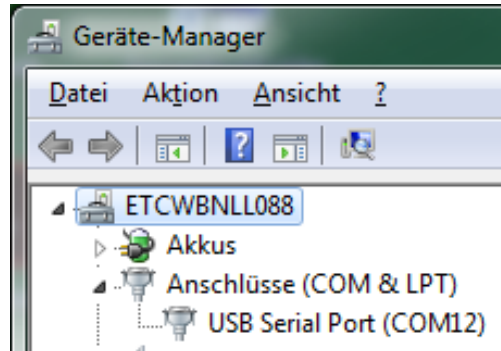 Geräte-Manager
Datei Aktion Ansicht ?
ETCWBNLL088
Akkus
Anschlüsse (COM & LPT)
USB Serial Port (COM12)